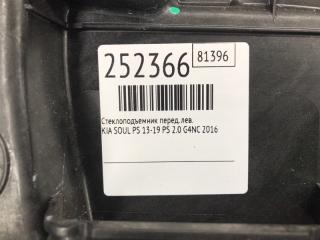 252366
81396
Стеклоподъемник перед.лев.
KIA SOUL PS 13-19 PS 2.0 G4NC 2016